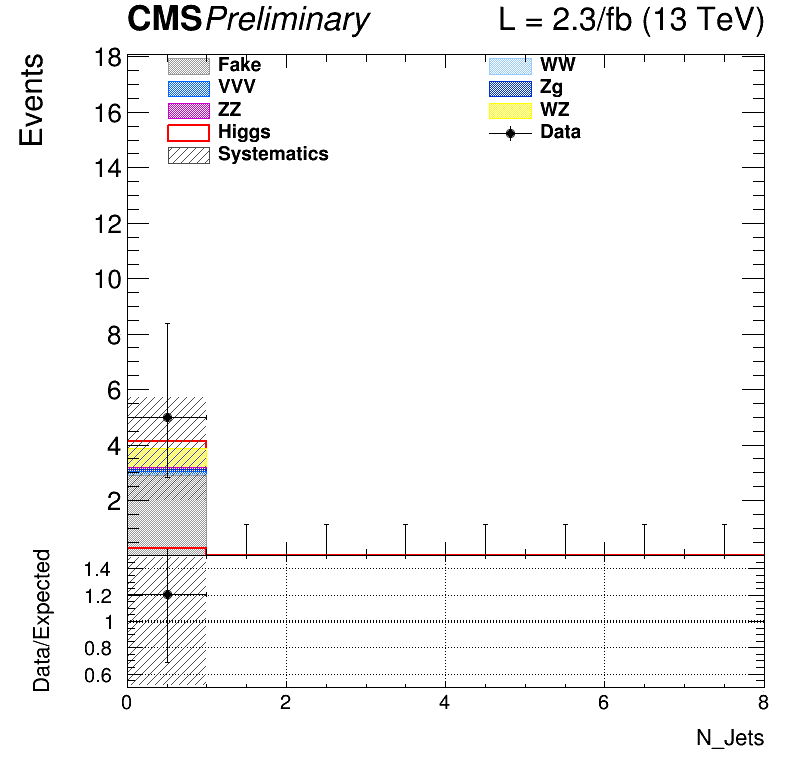 CMS Preliminary L = 2.3/fb (13 TeV)
Events
18
16
14
12
10
8
6
4
2
Fake
VVV
ZZ
Higgs
Systematics
WW
Zg
WZ
Data
Data/Expected
1.4
1.2
1
0.8
0.6
0 2 4 6 8
N_Jets